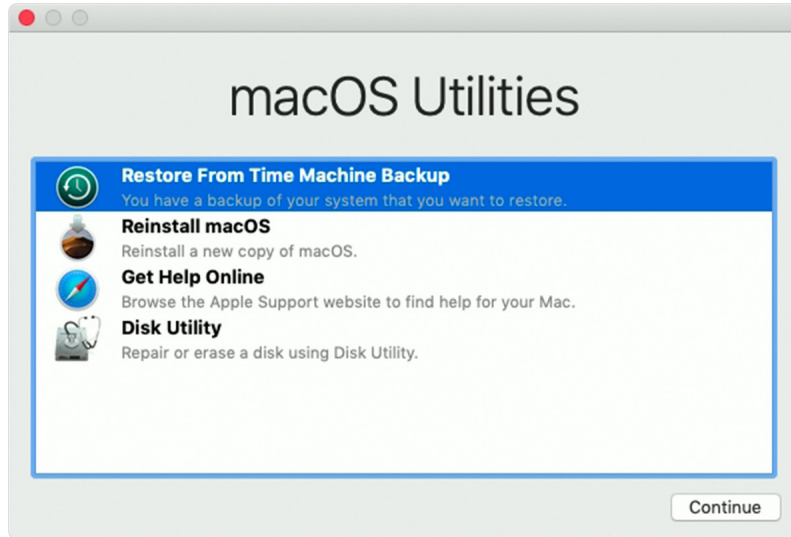 macOS Utilities
Restore From Time Machine Backup
You have a backup of your system that you want to restore.
Reinstall macOS
Reinstall a new copy of macOS.
Get Help Online
Browse the Apple Support website to find help for your Mac.
Disk Utility
Repair or erase a disk using Disk Utility.
Continue